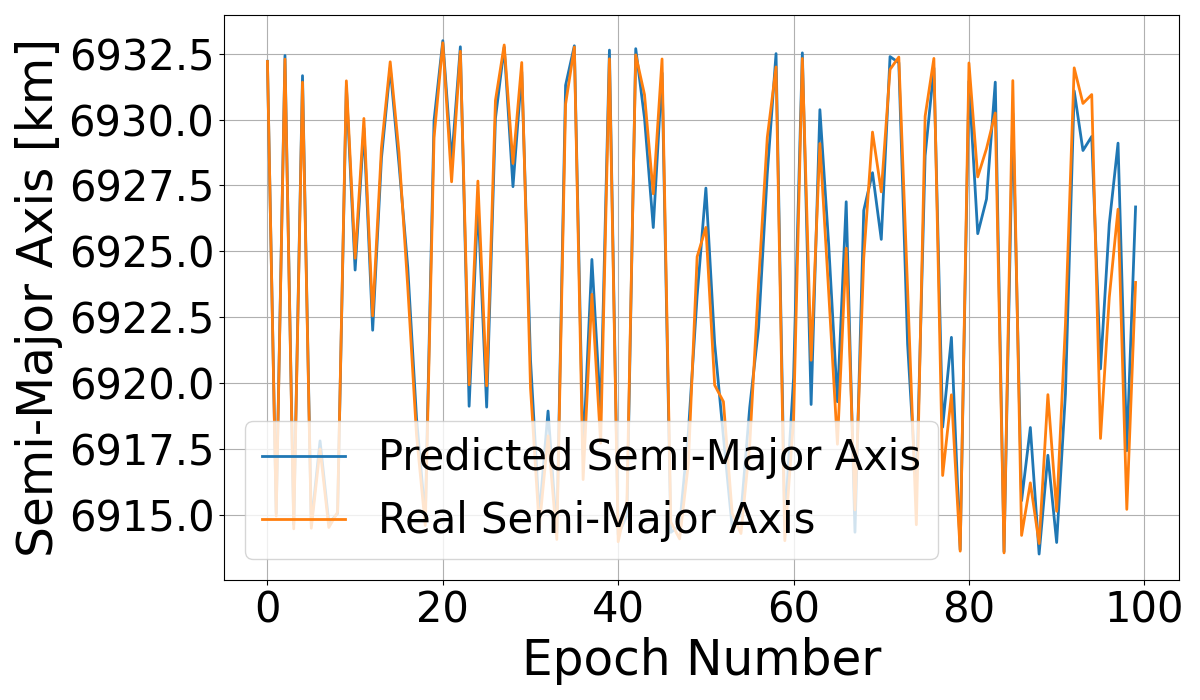 Semi-Major Axis [km]
6932.5
6930.0
6927.5
6925.0
6922.5
6920.0
6917.5
6915.0
Predicted Semi-Major Axis
Real Semi-Major Axis
0 20 40 60 80 100
Epoch Number